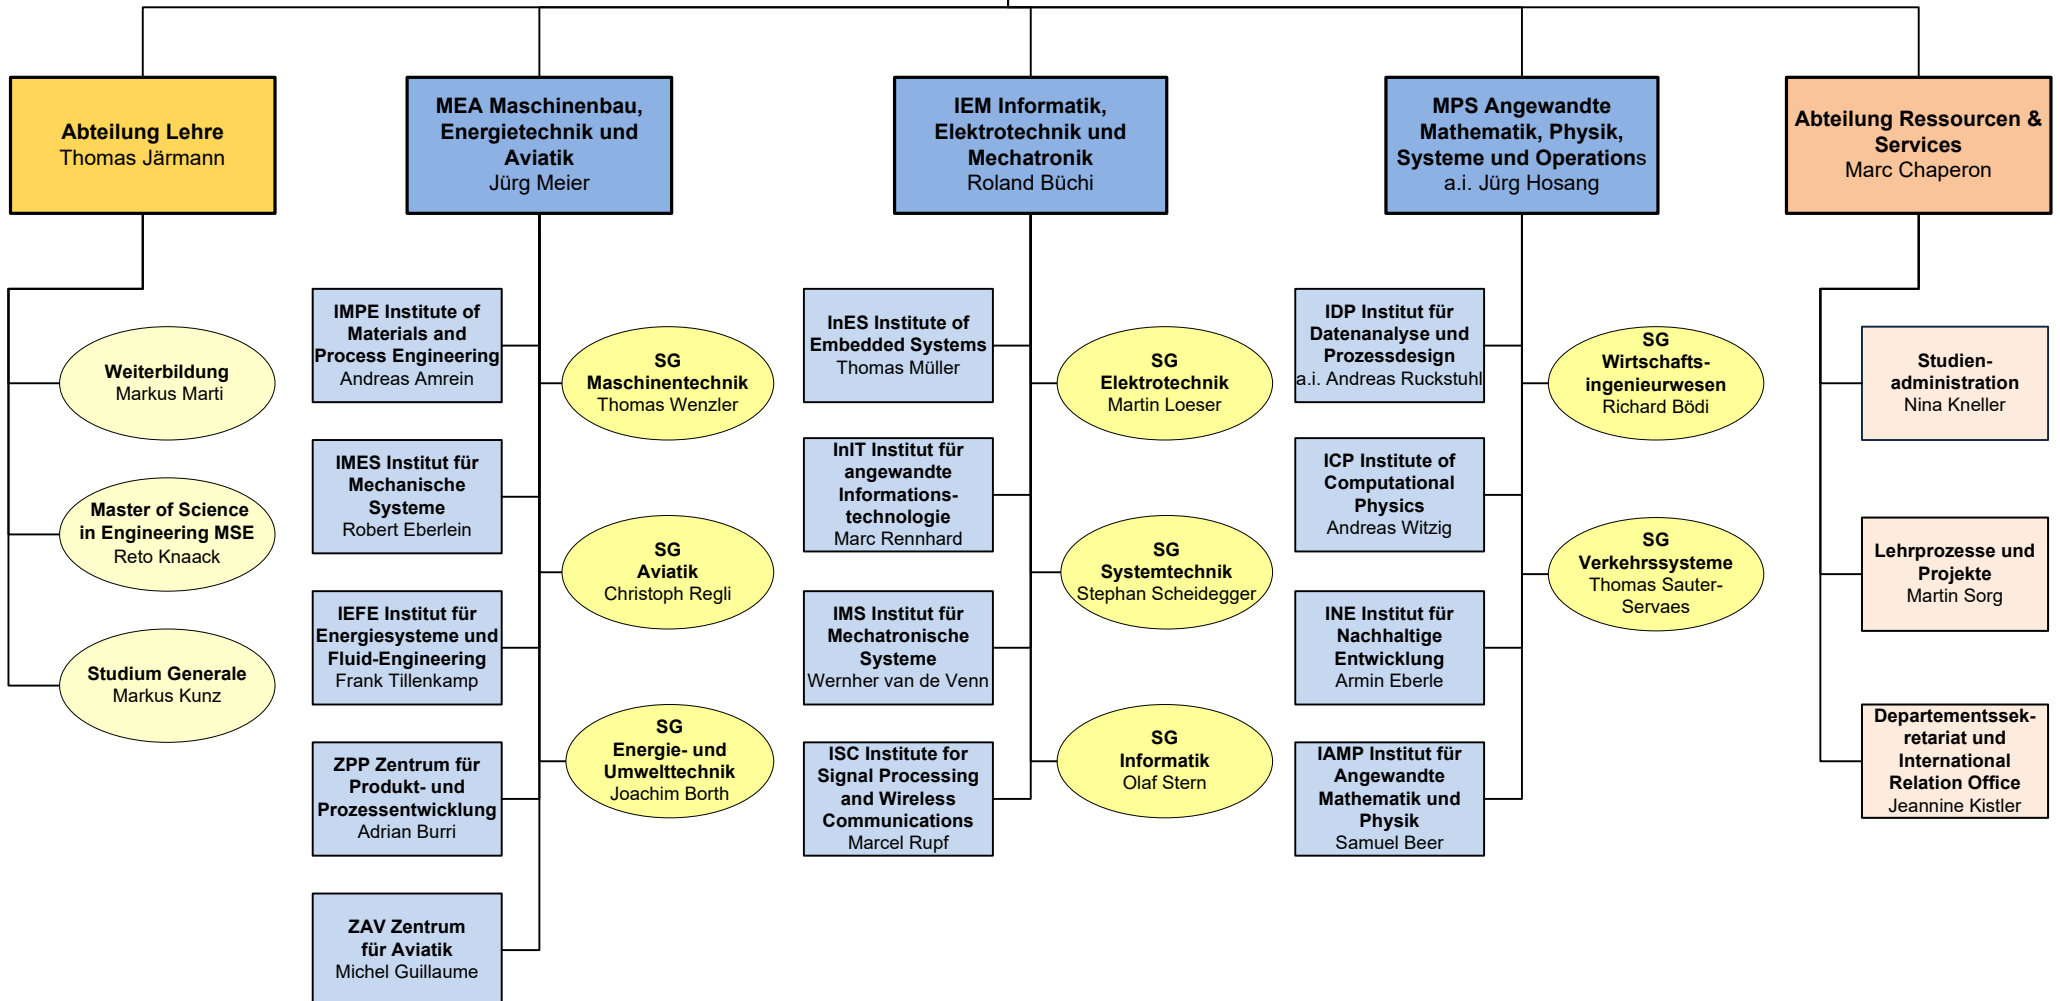 Abteilung Lehre
Thomas Järmann
MEA Maschinenbau,
Energietechnik und
Aviatik
Jürg Meier
IEM Informatik,
Elektrotechnik und
Mechatronik
Roland Büchi
MPS Angewandte
Mathematik, Physik,
Systeme und Operations
a.i. Jürg Hosang
Abteilung Ressourcen &
Services
Marc Chaperon
Weiterbildung
Markus Marti
Master of Science
in Engineering MSE
Reto Knaack
Studium Generale
Markus Kunz
IMPE Institute of
Materials and
Process Engineering
Andreas Amrein
IMES Institut für
Mechanische
Systeme
Robert Eberlein
IEFE Institut für
Energiesysteme und
Fluid-Engineering
Frank Tillenkamp
ZPP Zentrum für
Produkt- und
Prozessentwicklung
Adrian Burri
ZAV Zentrum
für Aviatik
Michel Guillaume
SG
Maschinentechnik
Thomas Wenzler
SG
Aviatik
Christoph Regli
SG
Energie- und
Umwelttechnik
Joachim Borth
InES Institute of
Embedded Systems
Thomas Müller
InIT Institut für
angewandte
Informations-
technologie
Marc Rennhard
IMS Institut für
Mechatronische
Systeme
Wernher van de Venn
ISC Institute for
Signal Processing
and Wireless
Communications
Marcel Rupf
SG
Elektrotechnik
Martin Loeser
SG
Systemtechnik
Stephan Scheidegger
SG
Informatik
Olaf Stern
IDP Institut für
Datenanalyse und
Prozessdesign
a.i. Andreas Ruckstuhl
ICP Institute of
Computational
Physics
Andreas Witzig
INE Institut für
Nachhaltige
Entwicklung
Armin Eberle
IAMP Institut für
Angewandte
Mathematik und
Physik
Samuel Beer
SG
Wirtschafts-
ingenieurwesen
Richard Bödi
SG
Verkehrssysteme
Thomas Sauter-
Servaes
Studien-
administration
Nina Kneller
Lehrprozesse und
Projekte
Martin Sorg
Departementssek-
retariat und
International
Relation Office
Jeannine Kistler